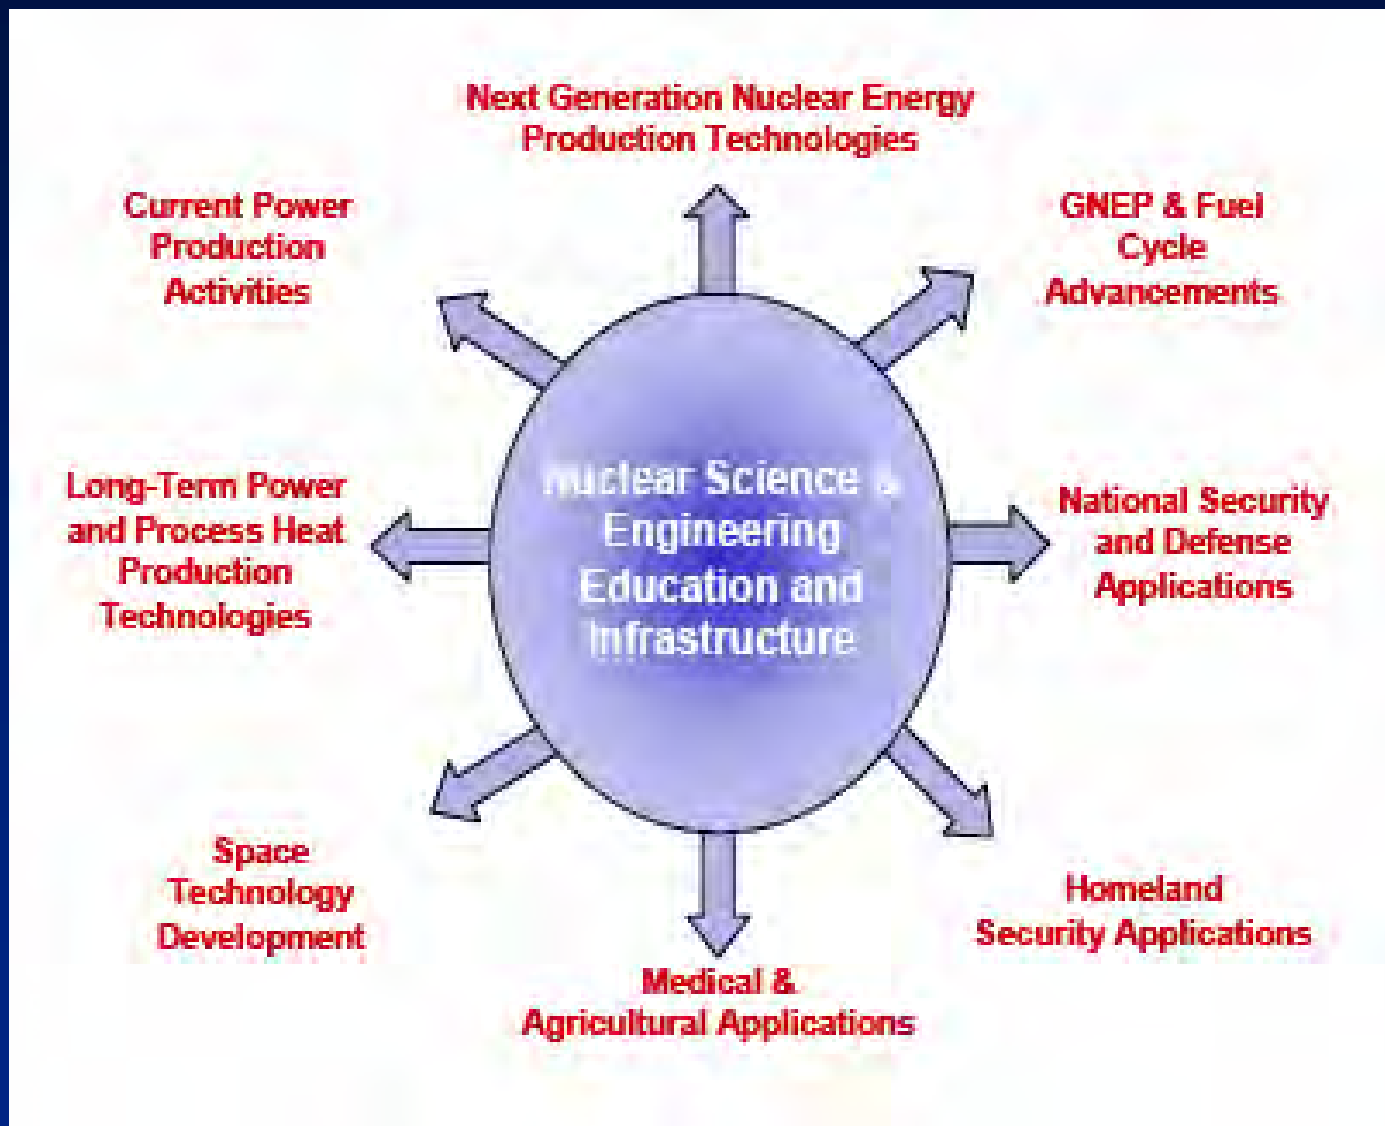 Next Generation Nuclear Energy
Production Technologies
Current Power
Production
Activities
GNEP & Fuel
Cycle
Advancements
Long-Term Power
and Process Heat
Production
Technologies
Nuclear Science &
Engineering
Education and
Infrastructure
National Security
and Defense
Applications
Space
Technology
Development
Homeland
Security Applications
Medical &
Agricultural Applications